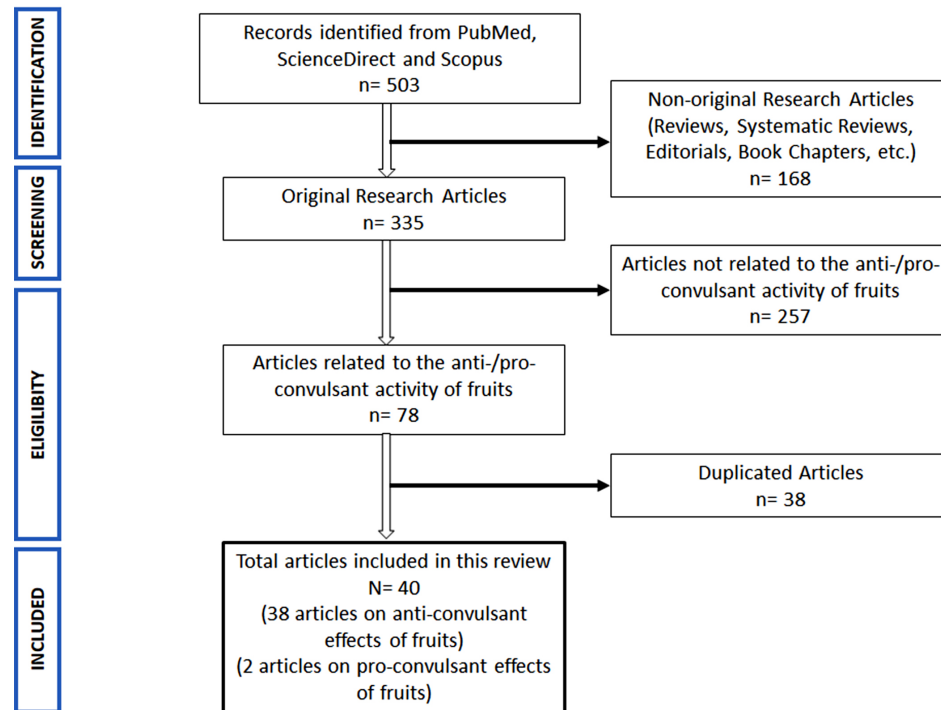 IDENTIFICATION
Records identified from PubMed,
ScienceDirect and Scopus
n= 503
Non-original Research Articles
(Reviews, Systematic Reviews,
Editorials, Book Chapters, etc.)
n= 168
SCREENING
Original Research Articles
n= 335
Articles not related to the anti-/pro-
convulsant activity of fruits
n= 257
ELIGILIBITY
Articles related to the anti-/pro-
convulsant activity of fruits
n= 78
Duplicated Articles
n= 38
INCLUDED
Total articles included in this review
N= 40
(38 articles on anti-convulsant
effects of fruits)
(2 articles on pro-convulsant effects
of fruits)